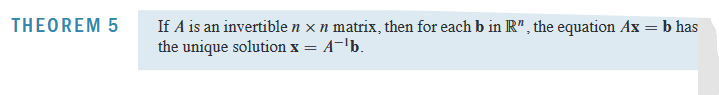 THEOREM 5
If A is an invertible n × n matrix, then for each b in ℝⁿ, the equation Ax = b has
the unique solution x = A⁻¹b.